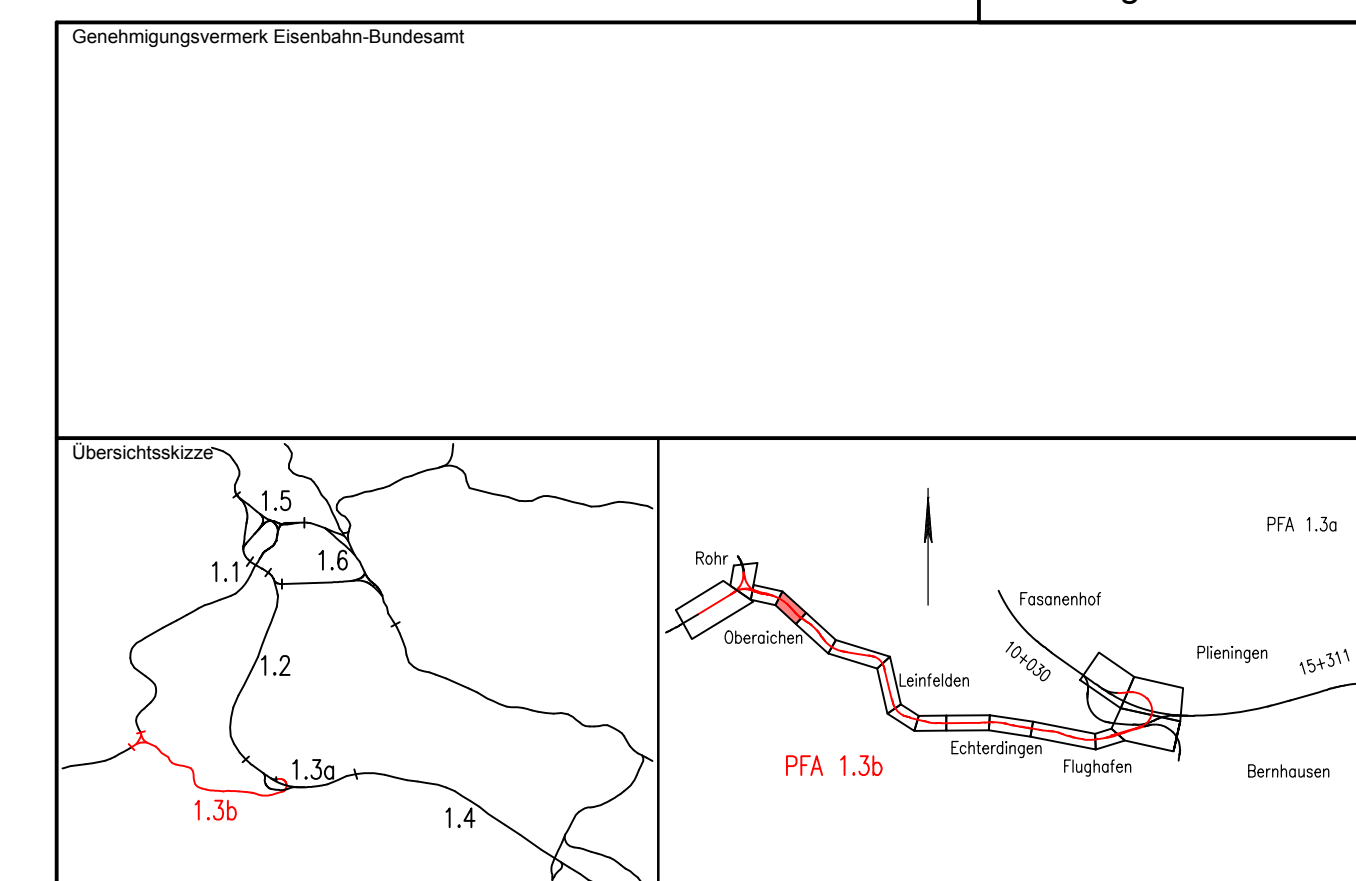 Genehmigungsvermerk Eisenbahn-Bundesamt
Übersichtsskizze
1.5
1.6
1.1
1.2
1.3a
1.3b
1.4
PFA 1.3a
Rohr
Fasanenhof
Oberaichen
10+030
Plieningen
15+311
Leinfelden
Echterdingen
PFA 1.3b
Flughafen
Bernhausen